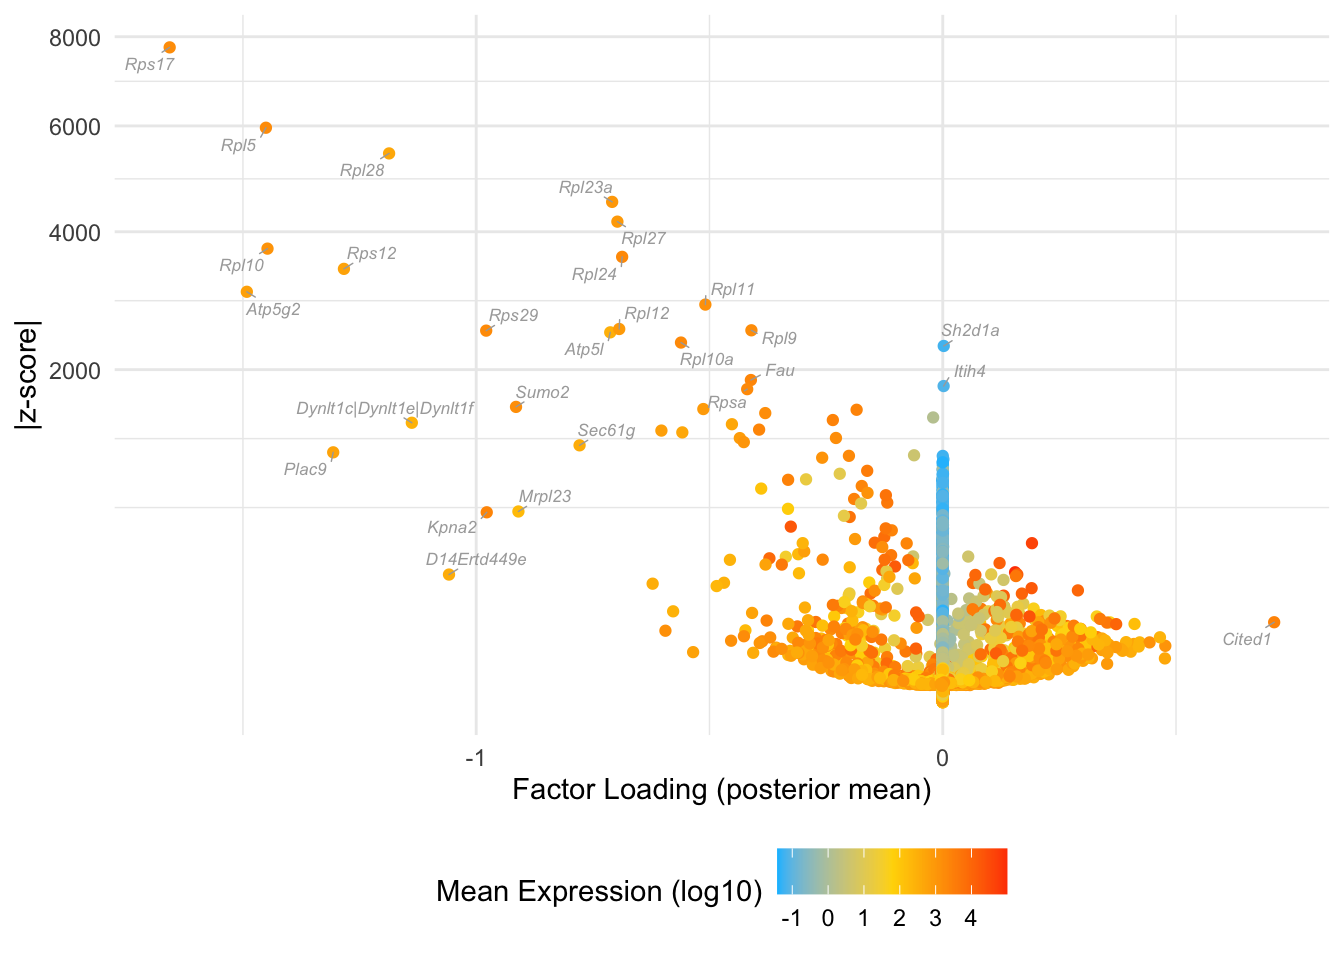 8000
Rps17
6000
Rpl5
Rpl28
Rpl23a
4000
Rpl27
Rps12
Rpl10
Rpl24
Atp5g2
Rpl11
Rps29
Rpl12
Sh2d1a
Rpl9
Atp5l
Rpl10a
2000
Fau
Itih4
Sumo2
Rpsa
Dynlt1c|Dynlt1e|Dynlt1f
Sec61g
Plac9
Mrpl23
Kpna2
D14Ertd449e
Cited1
|z-score|
-1
0
Factor Loading (posterior mean)
Mean Expression (log10)
-1 0 1 2 3 4